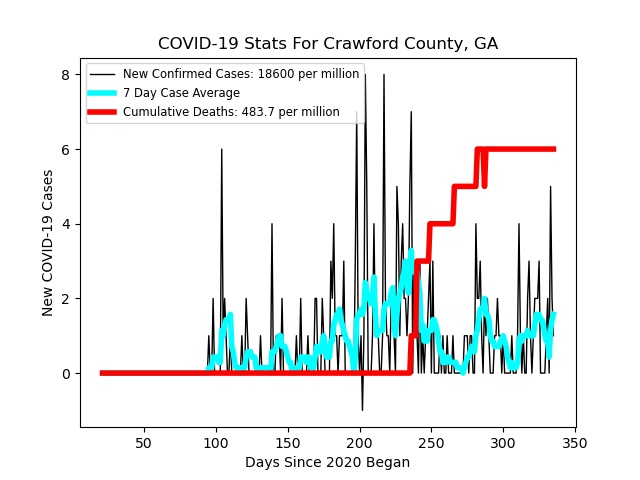 COVID-19 Stats For Crawford County, GA
New Confirmed Cases: 18600 per million
7 Day Case Average
Cumulative Deaths: 483.7 per million
New COVID-19 Cases
8
6
4
2
0
50 100 150 200 250 300 350
Days Since 2020 Began